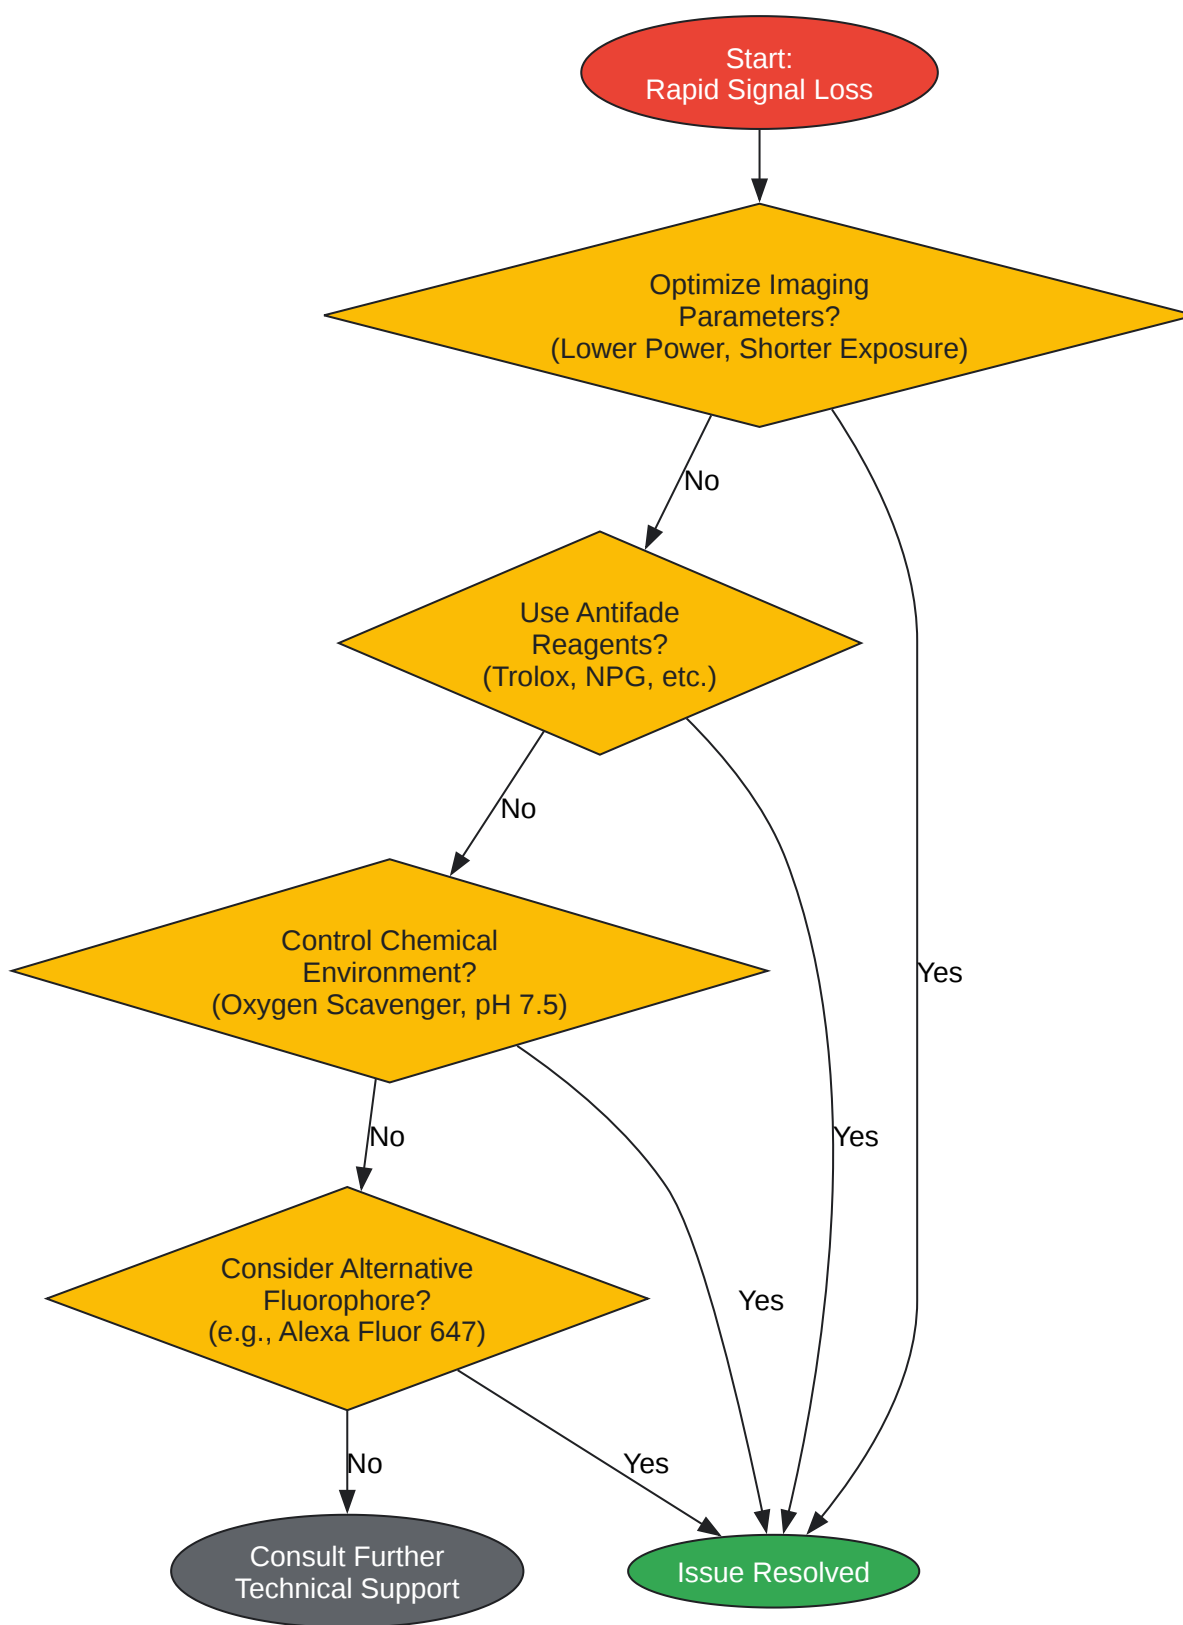 Start:
Rapid Signal Loss
Optimize Imaging
Parameters?
(Lower Power, Shorter Exposure)
No
Use Antifade
Reagents?
(Trolox, NPG, etc.)
No
Control Chemical
Environment?
(Oxygen Scavenger, pH 7.5)
Yes
No
Yes
Consider Alternative
Fluorophore?
(e.g., Alexa Fluor 647)
Yes
No
Yes
Consult Further
Technical Support
Issue Resolved